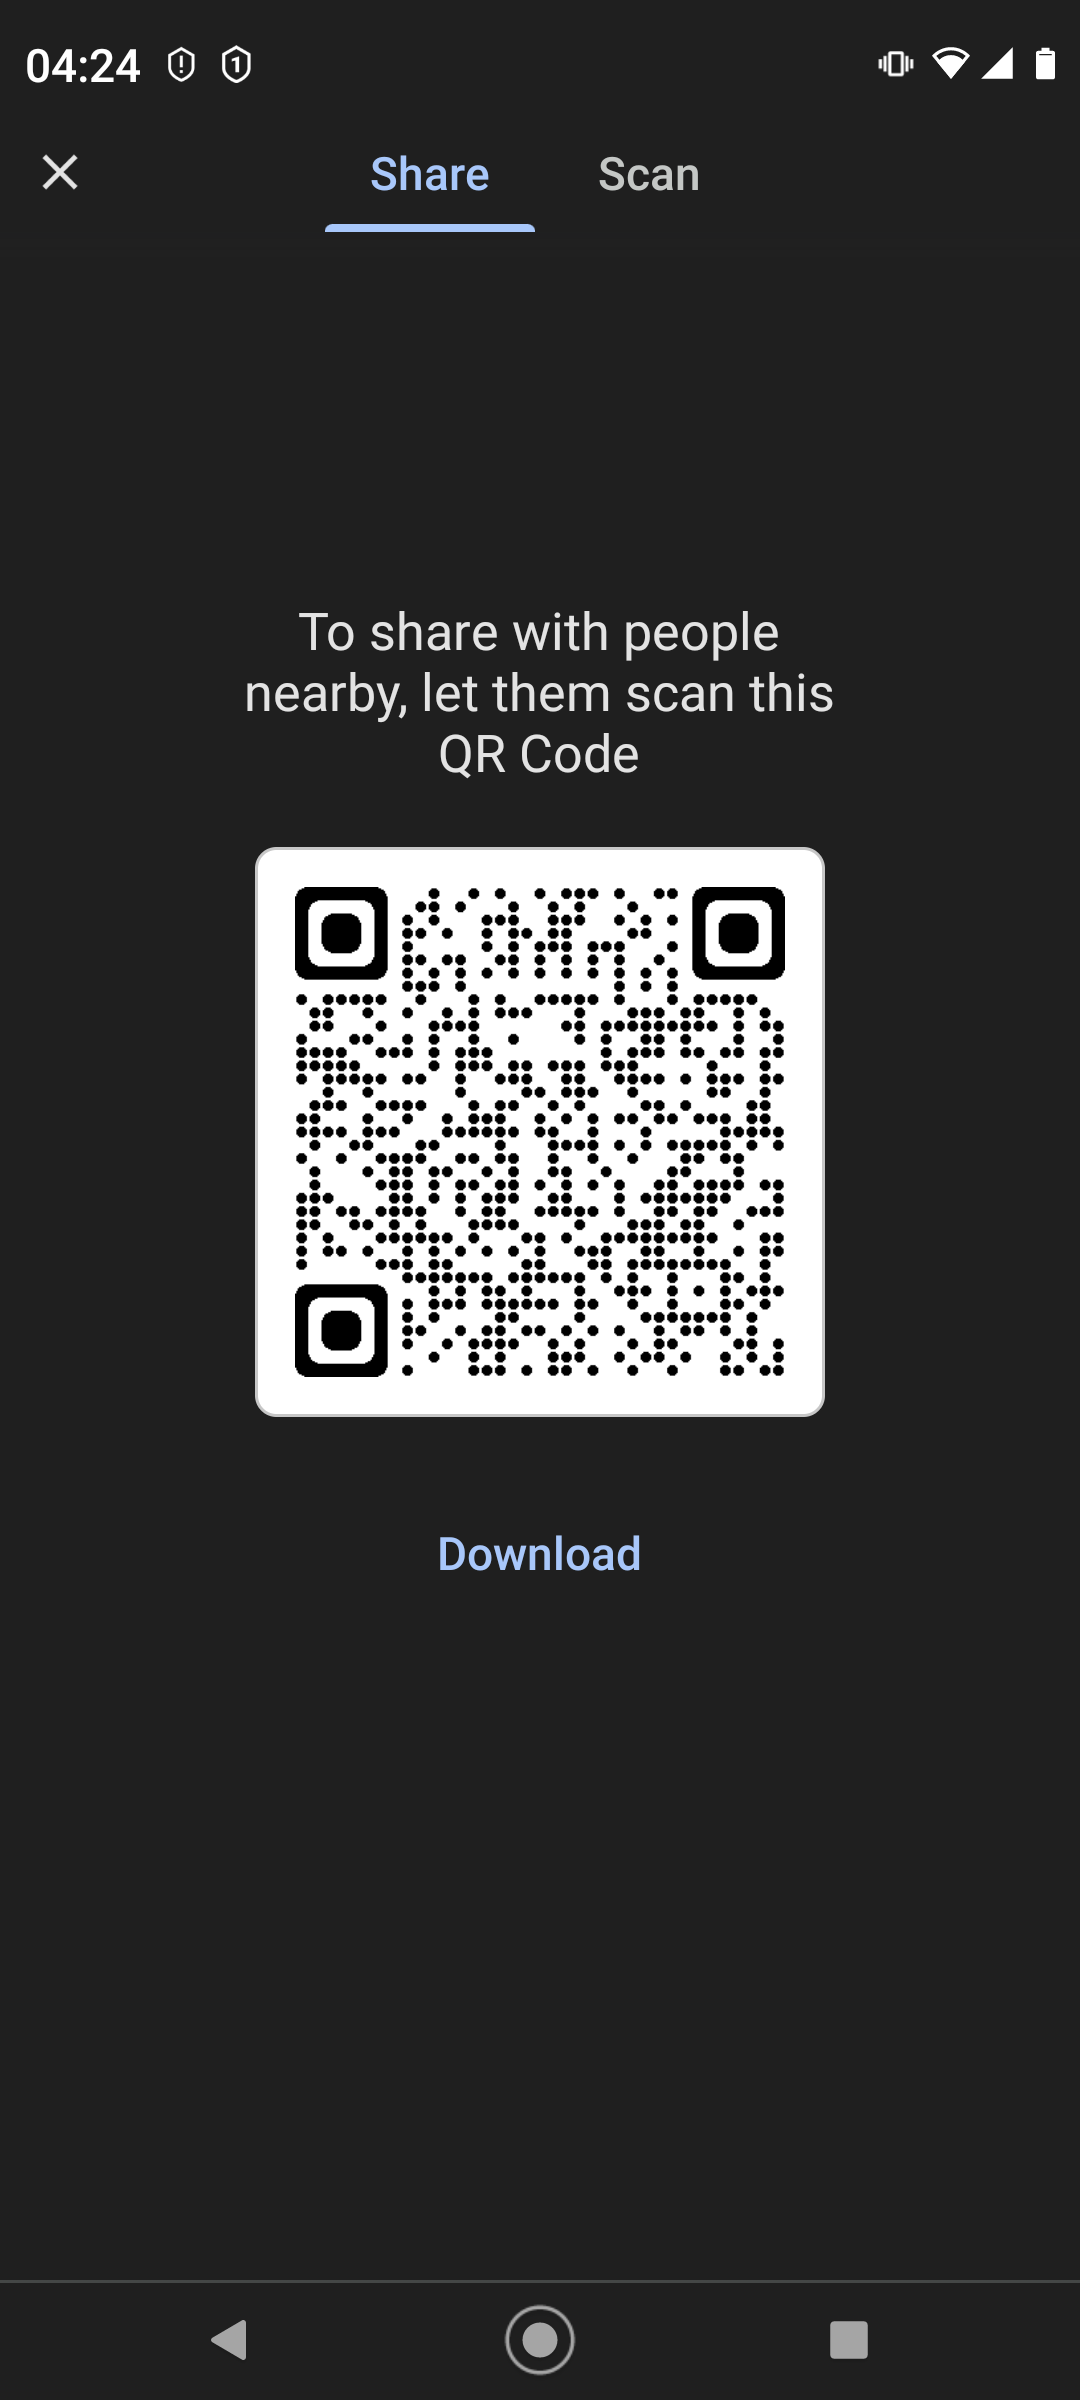 04:24
Share
Scan
To share with people
nearby, let them scan this
QR Code
Download